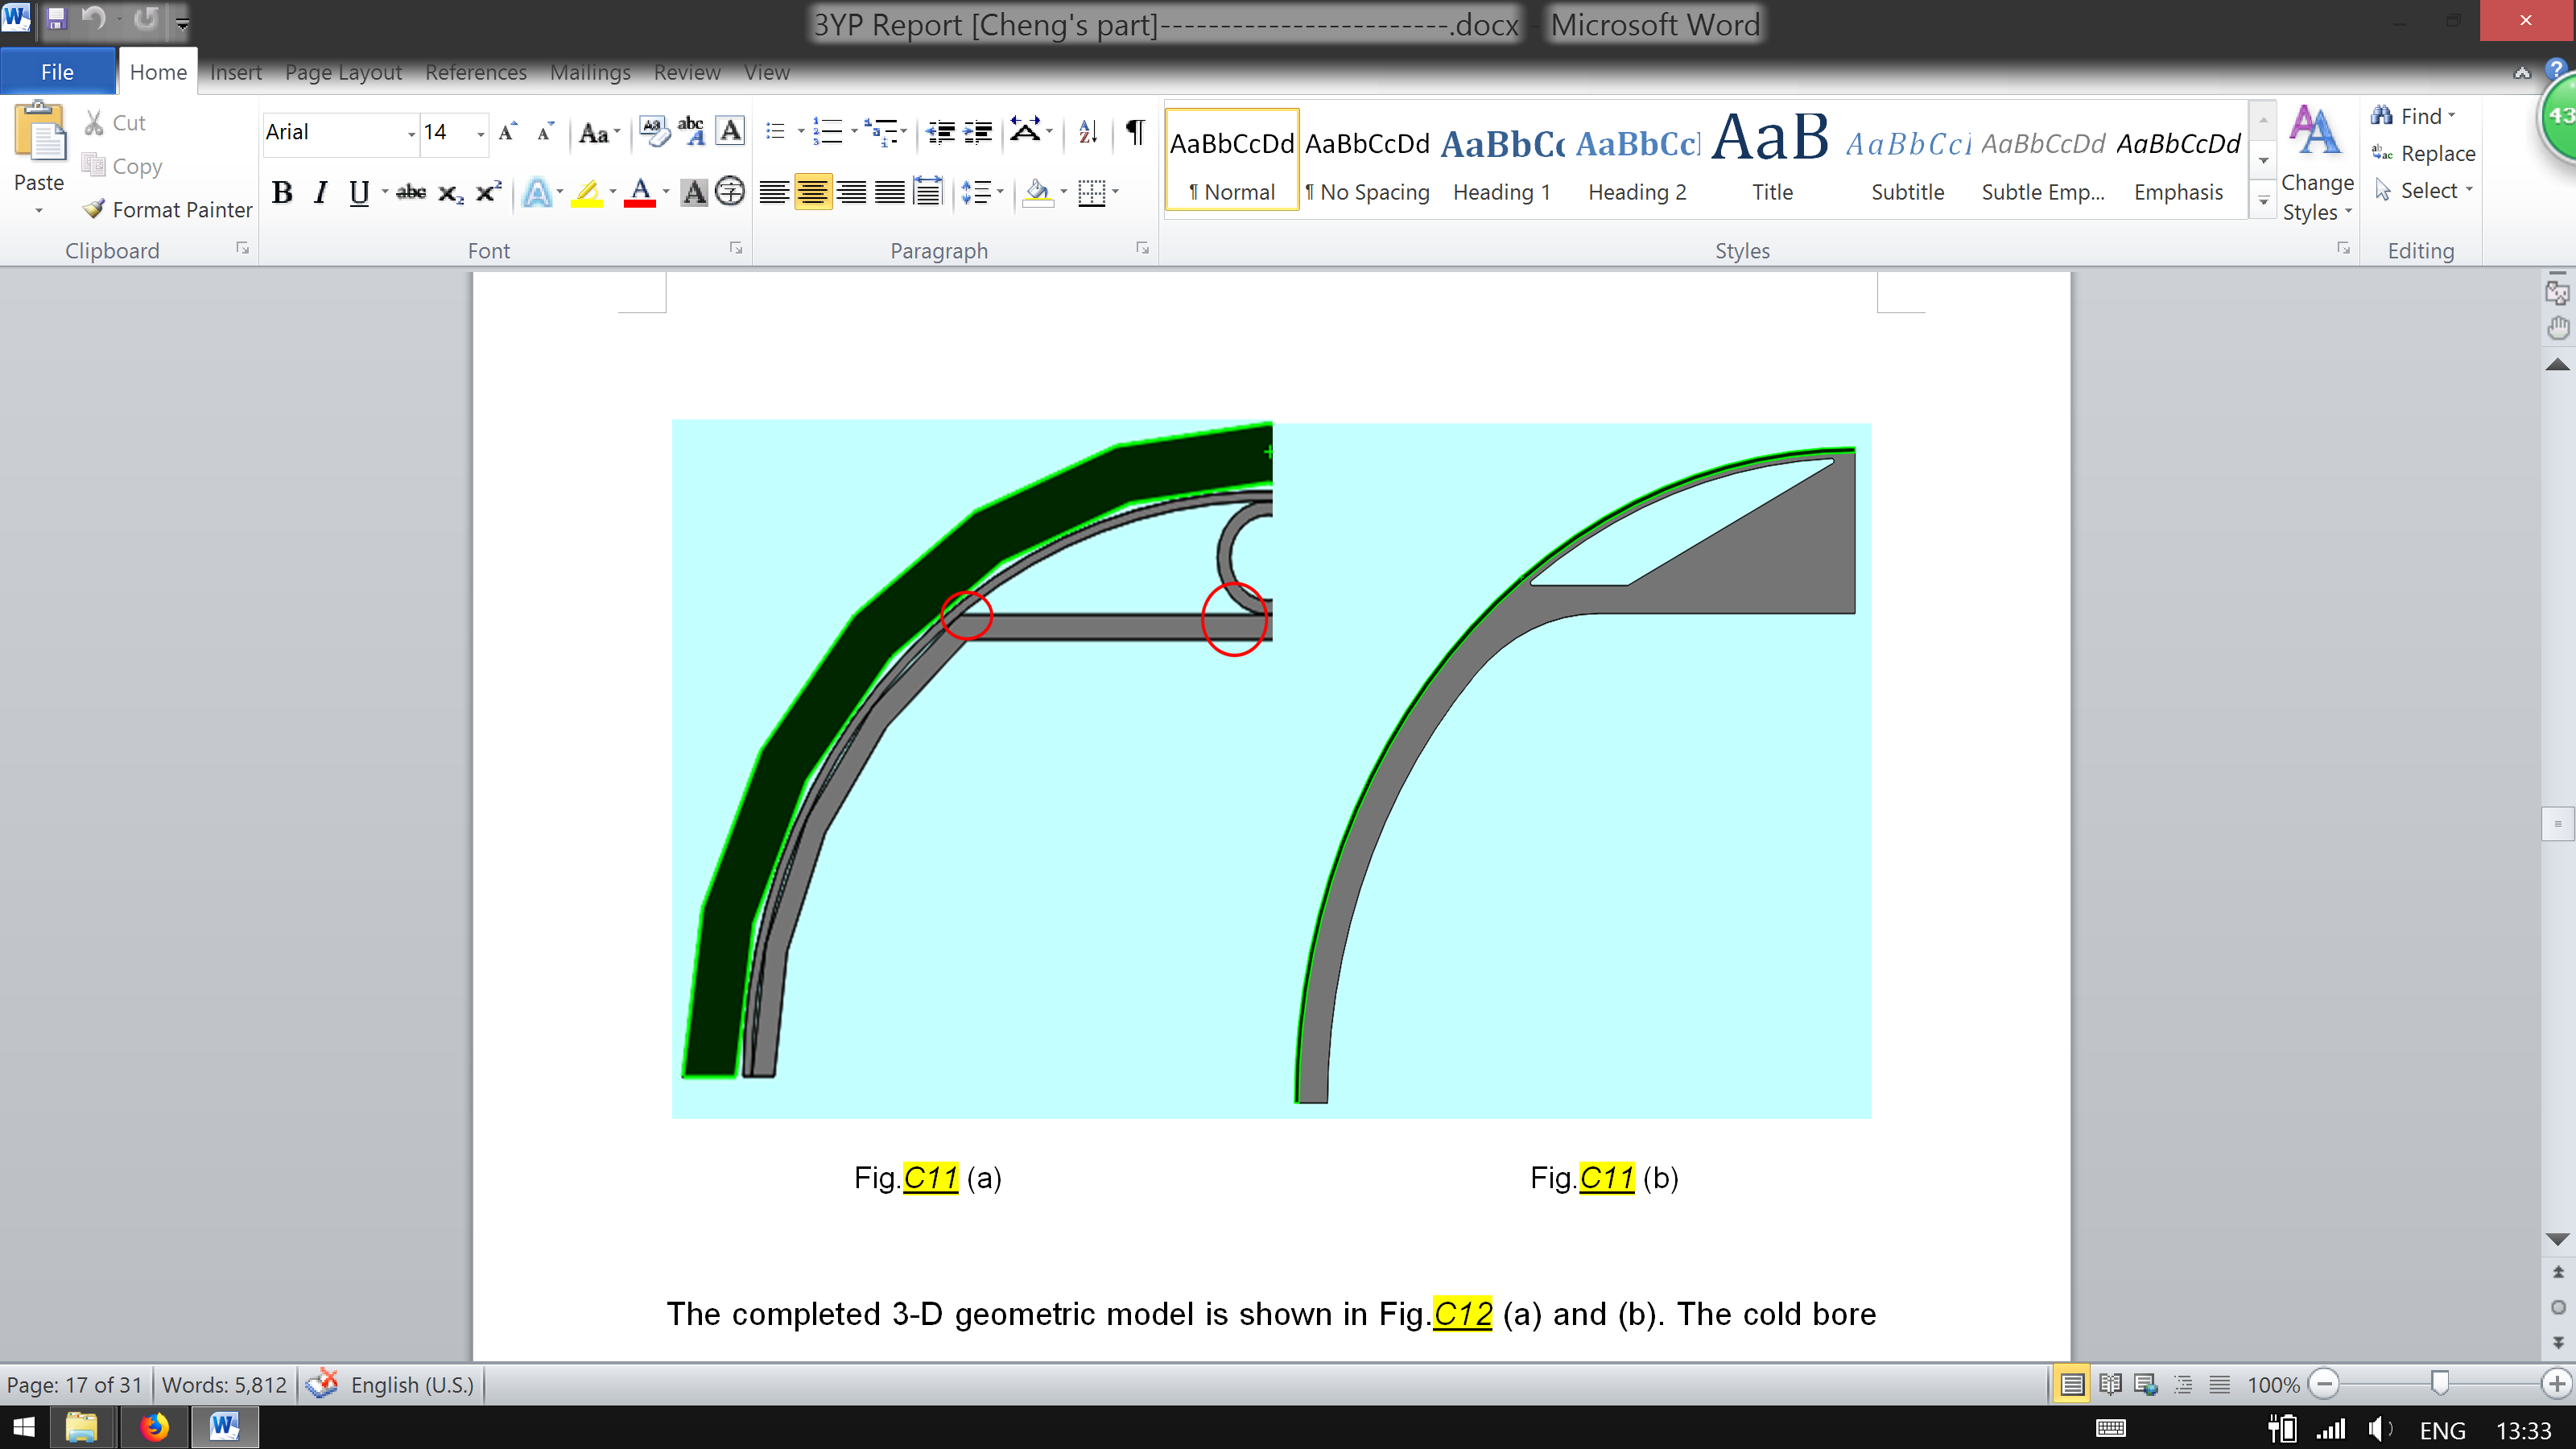 3YP Report [Cheng's part]------------------------.docx - Microsoft Word
File Home Insert Page Layout References Mailings Review View
Paste
Cut
Copy
Format Painter
Clipboard
Arial 14
Font
Paragraph
AaBbCcDd AaBbCcDd AaBbCc AaBbCcI AaB AaBbCcI AaBbCcDd AaBbCcDd
¶ Normal ¶ No Spacing Heading 1 Heading 2 Title Subtitle Subtle Emp... Emphasis
Change
Styles
Styles
Find
Replace
Select
Editing
43
Fig.C11 (a) Fig.C11 (b)
The completed 3-D geometric model is shown in Fig.C12 (a) and (b). The cold bore
Page: 17 of 31 Words: 5,812 English (U.S.) 100%
ENG 13:33